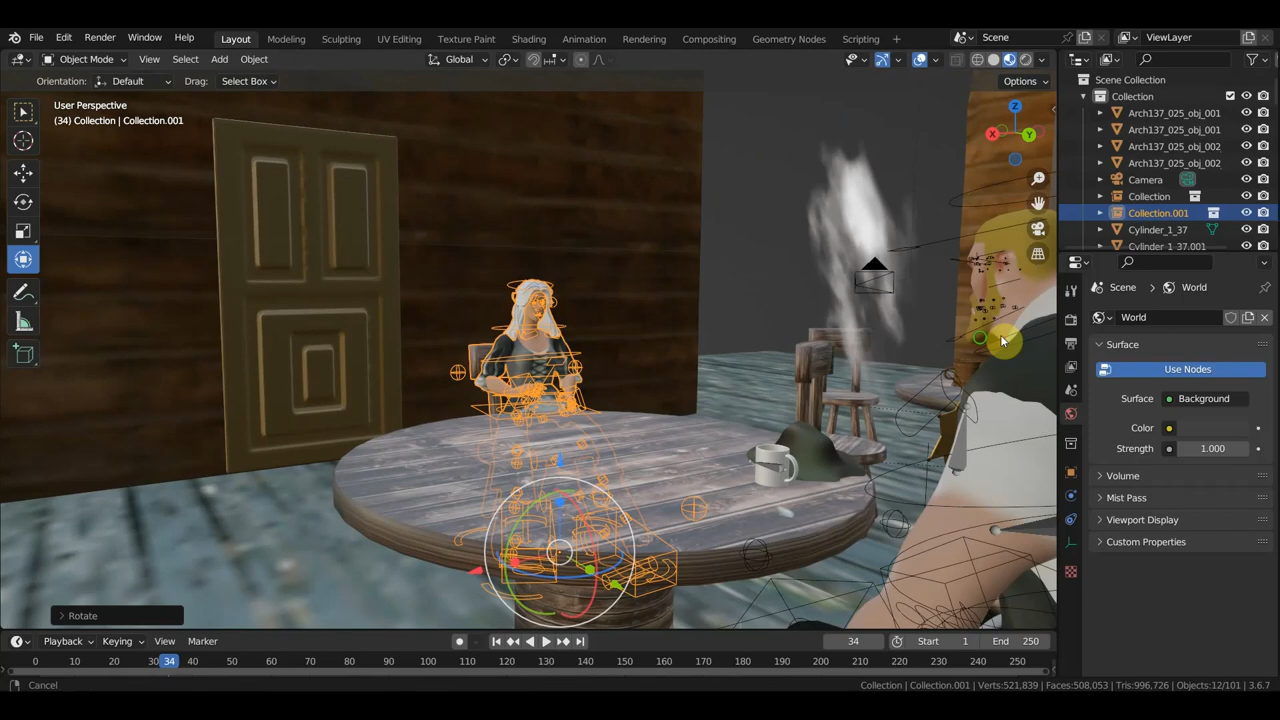 File Edit Render Window Help Layout Modeling Sculpting UV Editing Texture Paint Shading Animation Rendering Compositing Geometry Nodes Scripting + Scene ViewLayer
Object Mode View Select Add Object Global
Orientation: Default Drag: Select Box Options
User Perspective
(34) Collection | Collection.001
Z
X Y
Scene Collection
Collection
Arch137_025_obj_001
Arch137_025_obj_001
Arch137_025_obj_002
Arch137_025_obj_002
Camera
Collection
Collection.001
Cylinder_1_37
Cylinder_1_37.001
Scene > World
World
Surface
Use Nodes
Surface Background
Color
Strength 1.000
Volume
Mist Pass
Viewport Display
Custom Properties
Rotate
Playback Keying View Marker 34 Start 1 End 250
0 10 20 30 34 40 50 60 70 80 90 100 110 120 130 140 150 160 170 180 190 200 210 220 230 240 250
Cancel Collection | Collection.001 | Verts:521,839 | Faces:508,053 | Tris:996,726 | Objects:12/101 | 3.6.7